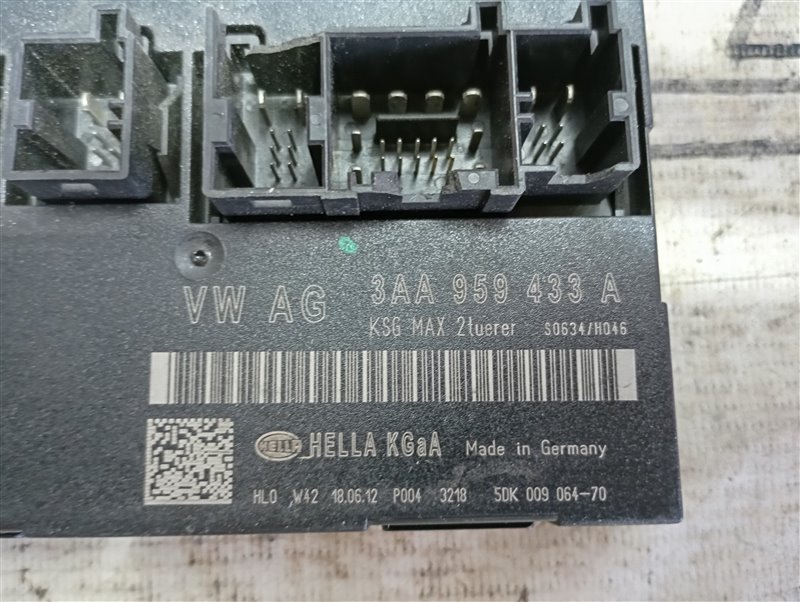 VW AG 3AA 959 433 A
KSG MAX 2tuerer S0634/H046
HELLA HELLA KGaA Made in Germany
HLO W42 18.06.12 P004 3218 5DK 009 064-70